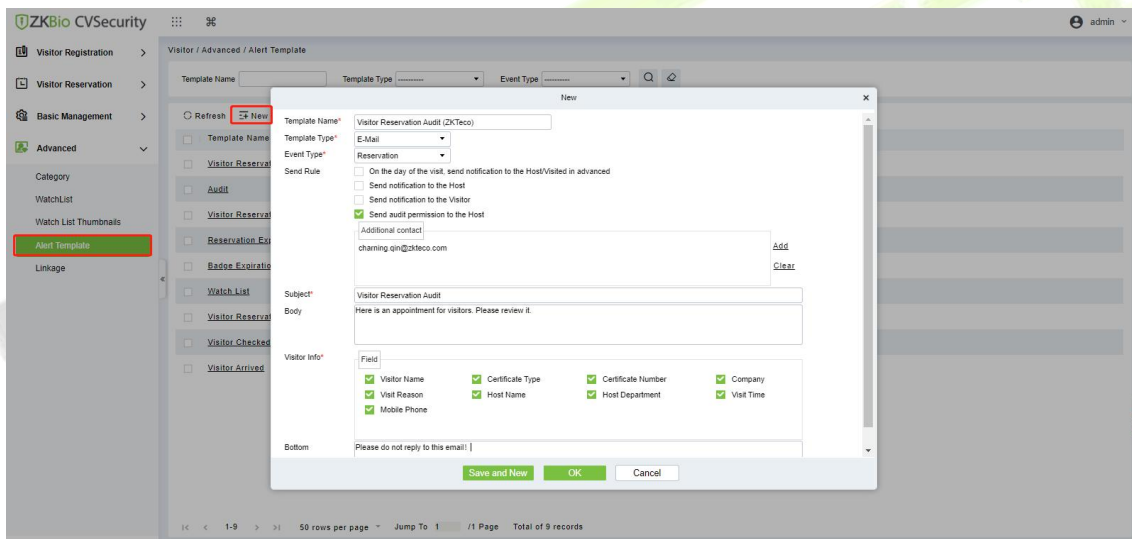 ZKBio CVSecurity
admin
Visitor Registration
Visitor Reservation
Basic Management
Advanced
Category
WatchList
Watch List Thumbnails
Alert Template
Linkage
Visitor / Advanced / Alert Template
Template Name
Template Type ----------
Event Type ----------
Refresh
New
Template Name
Visitor Reservat
Audit
Visitor Reservat
Reservation Exp
Badge Expiratio
Watch List
Visitor Reservat
Visitor Checked
Visitor Arrived
New
Template Name* Visitor Reservation Audit (ZKTeco)
Template Type* E-Mail
Event Type* Reservation
Send Rule On the day of the visit, send notification to the Host/Visited in advanced
Send notification to the Host
Send notification to the Visitor
Send audit permission to the Host
Additional contact
charning.qin@zkteco.com
Add
Clear
Subject* Visitor Reservation Audit
Body Here is an appointment for visitors. Please review it.
Visitor Info* Field
Visitor Name Certificate Type Certificate Number Company
Visit Reason Host Name Host Department Visit Time
Mobile Phone
Bottom Please do not reply to this email!
Save and New OK Cancel
1-9 50 rows per page Jump To 1 /1 Page Total of 9 records